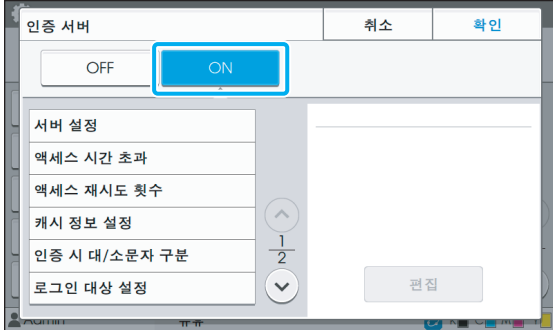 인증 서버
취소
확인
OFF
ON
서버 설정
액세스 시간 초과
액세스 재시도 횟수
캐시 정보 설정
인증 시 대/소문자 구분
로그인 대상 설정
1
2
편집
Admin
K C M Y